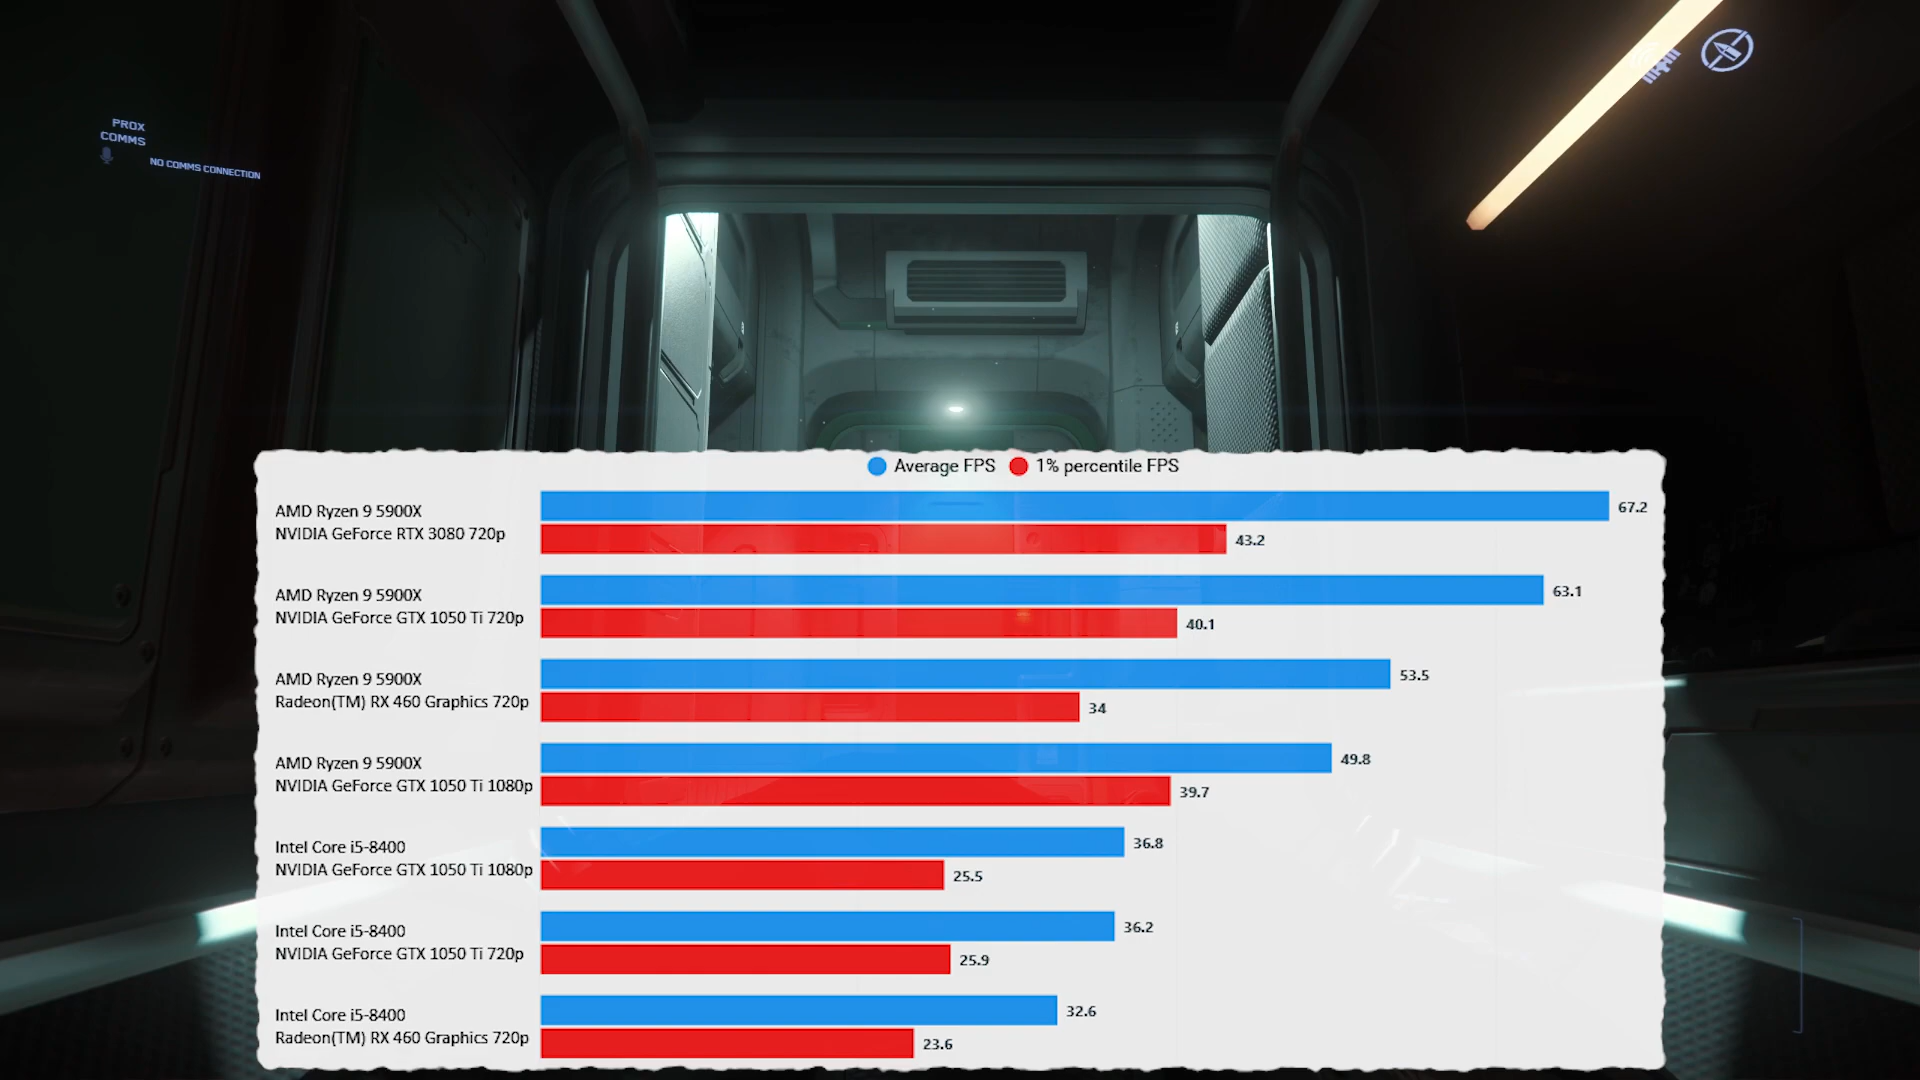 PROX
COMMS
NO COMMS CONNECTION
Average FPS 1% percentile FPS
AMD Ryzen 9 5900X
NVIDIA GeForce RTX 3080 720p
67.2
43.2
AMD Ryzen 9 5900X
NVIDIA GeForce GTX 1050 Ti 720p
63.1
40.1
AMD Ryzen 9 5900X
Radeon(TM) RX 460 Graphics 720p
53.5
34
AMD Ryzen 9 5900X
NVIDIA GeForce GTX 1050 Ti 1080p
49.8
39.7
Intel Core i5-8400
NVIDIA GeForce GTX 1050 Ti 1080p
36.8
25.5
Intel Core i5-8400
NVIDIA GeForce GTX 1050 Ti 720p
36.2
25.9
Intel Core i5-8400
Radeon(TM) RX 460 Graphics 720p
32.6
23.6